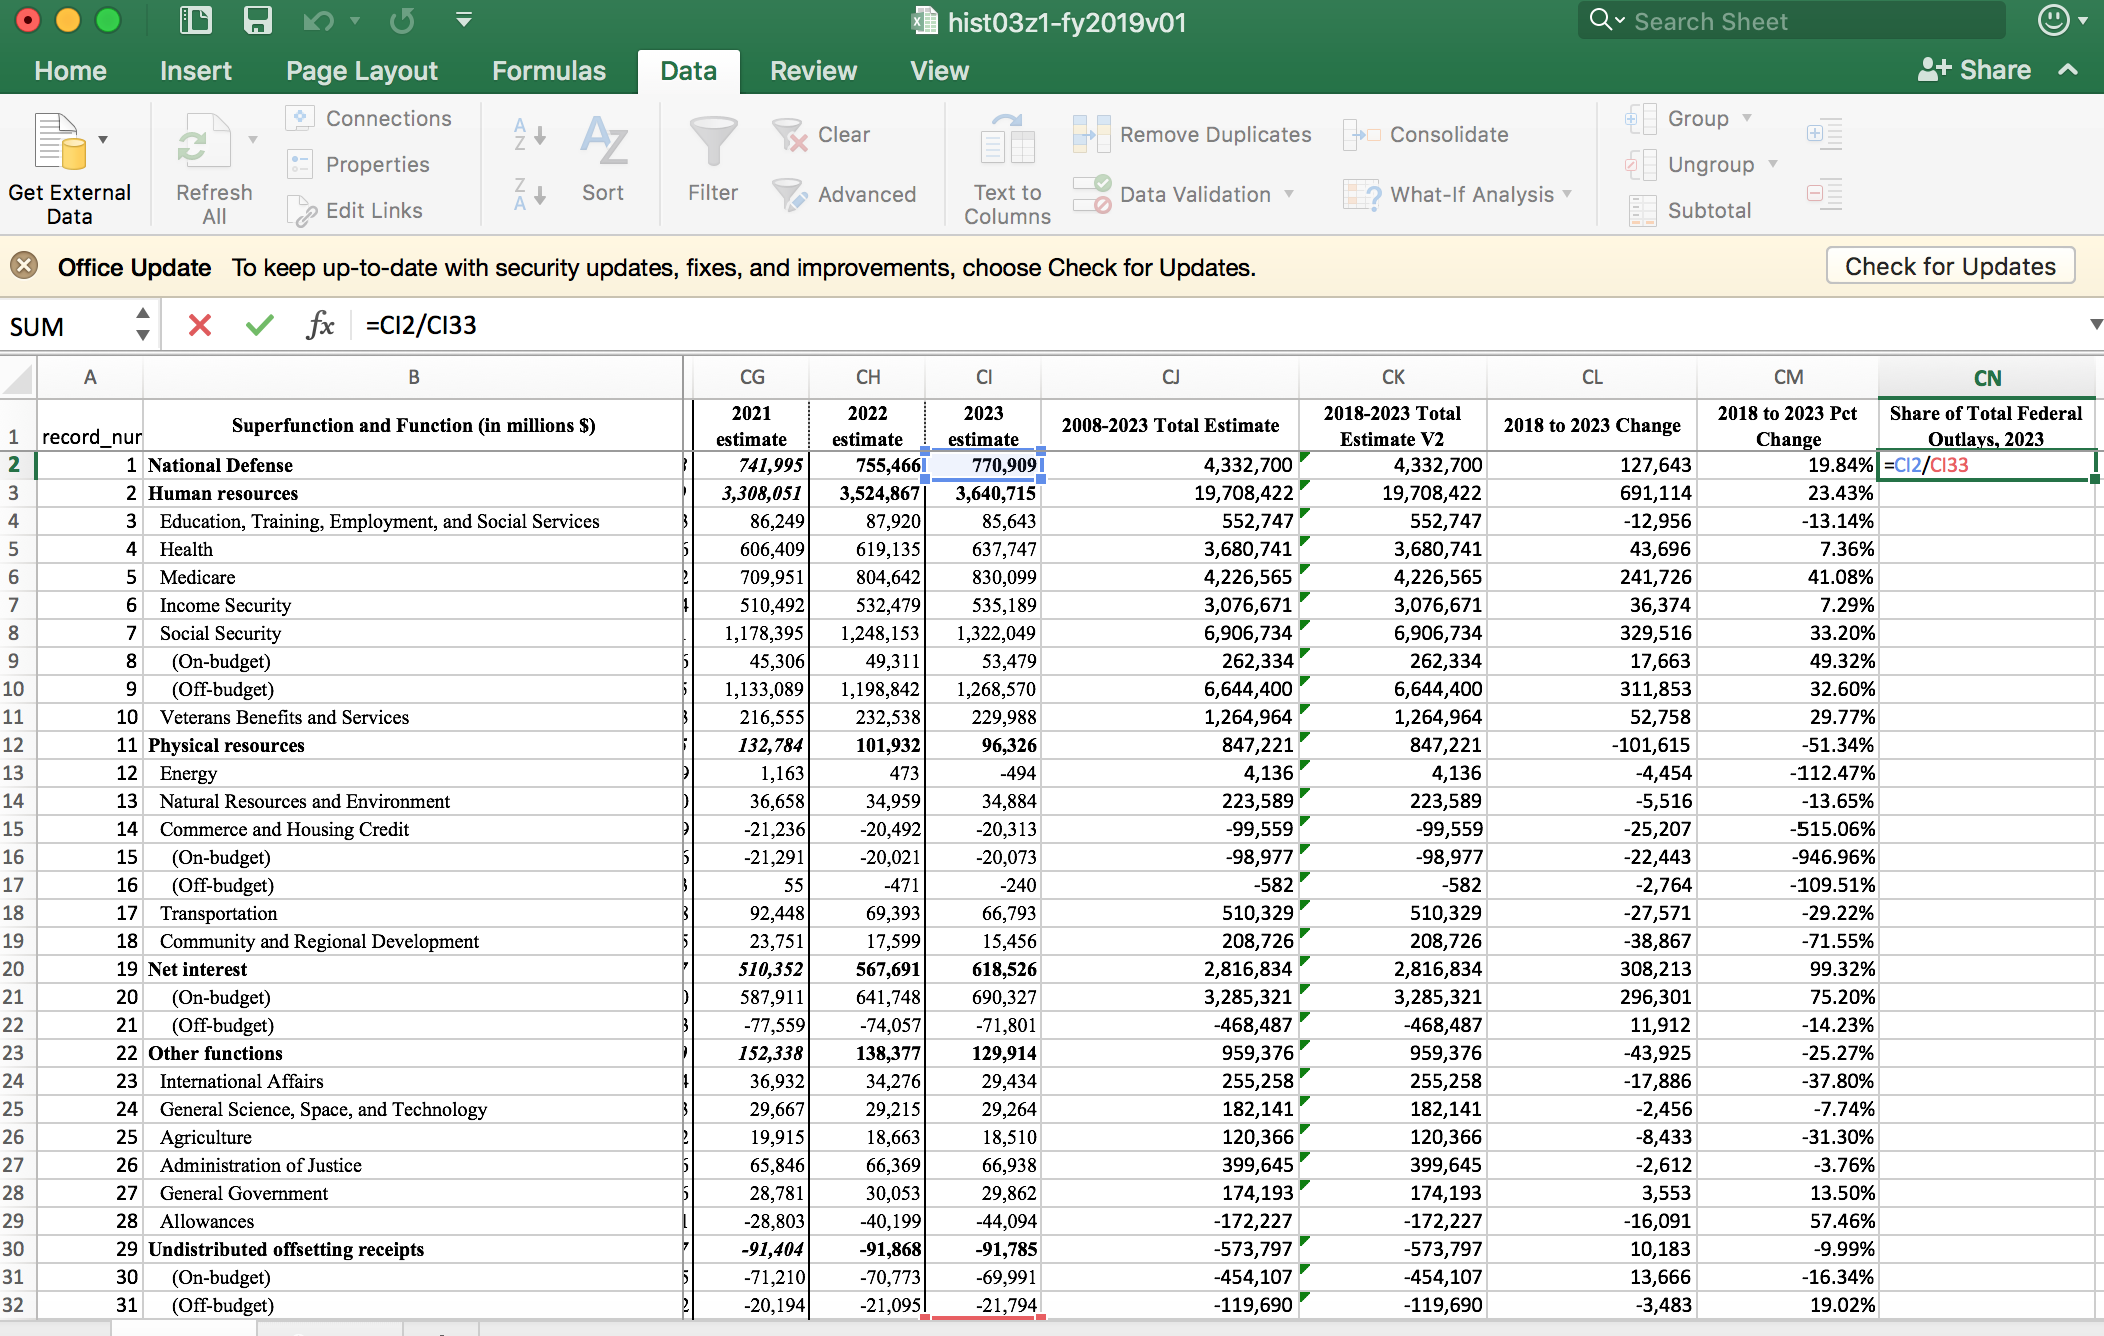 hist03z1-fy2019v01
Search Sheet
Home Insert Page Layout Formulas Data Review View Share
Get External Data
Refresh All
Connections
Properties
Edit Links
Sort
Filter
Clear
Advanced
Text to Columns
Remove Duplicates
Data Validation
Consolidate
What-If Analysis
Group
Ungroup
Subtotal
Office Update To keep up-to-date with security updates, fixes, and improvements, choose Check for Updates. Check for Updates
SUM fx =CI2/CI33
A B CG CH CI CJ CK CL CM CN
1 record_nur Superfunction and Function (in millions $) 2021 estimate 2022 estimate 2023 estimate 2008-2023 Total Estimate 2018-2023 Total Estimate V2 2018 to 2023 Change 2018 to 2023 Pct Change Share of Total Federal Outlays, 2023
2 1 National Defense 741,995 755,466 770,909 4,332,700 4,332,700 127,643 19.84% =CI2/CI33
3 2 Human resources 3,308,051 3,524,867 3,640,715 19,708,422 19,708,422 691,114 23.43%
4 3 Education, Training, Employment, and Social Services 86,249 87,920 85,643 552,747 552,747 -12,956 -13.14%
5 4 Health 606,409 619,135 637,747 3,680,741 3,680,741 43,696 7.36%
6 5 Medicare 709,951 804,642 830,099 4,226,565 4,226,565 241,726 41.08%
7 6 Income Security 510,492 532,479 535,189 3,076,671 3,076,671 36,374 7.29%
8 7 Social Security 1,178,395 1,248,153 1,322,049 6,906,734 6,906,734 329,516 33.20%
9 8 (On-budget) 45,306 49,311 53,479 262,334 262,334 17,663 49.32%
10 9 (Off-budget) 1,133,089 1,198,842 1,268,570 6,644,400 6,644,400 311,853 32.60%
11 10 Veterans Benefits and Services 216,555 232,538 229,988 1,264,964 1,264,964 52,758 29.77%
12 11 Physical resources 132,784 101,932 96,326 847,221 847,221 -101,615 -51.34%
13 12 Energy 1,163 473 -494 4,136 4,136 -4,454 -112.47%
14 13 Natural Resources and Environment 36,658 34,959 34,884 223,589 223,589 -5,516 -13.65%
15 14 Commerce and Housing Credit -21,236 -20,492 -20,313 -99,559 -99,559 -25,207 -515.06%
16 15 (On-budget) -21,291 -20,021 -20,073 -98,977 -98,977 -22,443 -946.96%
17 16 (Off-budget) 55 -471 -240 -582 -582 -2,764 -109.51%
18 17 Transportation 92,448 69,393 66,793 510,329 510,329 -27,571 -29.22%
19 18 Community and Regional Development 23,751 17,599 15,456 208,726 208,726 -38,867 -71.55%
20 19 Net interest 510,352 567,691 618,526 2,816,834 2,816,834 308,213 99.32%
21 20 (On-budget) 587,911 641,748 690,327 3,285,321 3,285,321 296,301 75.20%
22 21 (Off-budget) -77,559 -74,057 -71,801 -468,487 -468,487 11,912 -14.23%
23 22 Other functions 152,338 138,377 129,914 959,376 959,376 -43,925 -25.27%
24 23 International Affairs 36,932 34,276 29,434 255,258 255,258 -17,886 -37.80%
25 24 General Science, Space, and Technology 29,667 29,215 29,264 182,141 182,141 -2,456 -7.74%
26 25 Agriculture 19,915 18,663 18,510 120,366 120,366 -8,433 -31.30%
27 26 Administration of Justice 65,846 66,369 66,938 399,645 399,645 -2,612 -3.76%
28 27 General Government 28,781 30,053 29,862 174,193 174,193 3,553 13.50%
29 28 Allowances -28,803 -40,199 -44,094 -172,227 -172,227 -16,091 57.46%
30 29 Undistributed offsetting receipts -91,404 -91,868 -91,785 -573,797 -573,797 10,183 -9.99%
31 30 (On-budget) -71,210 -70,773 -69,991 -454,107 -454,107 13,666 -16.34%
32 31 (Off-budget) -20,194 -21,095 -21,794 -119,690 -119,690 -3,483 19.02%